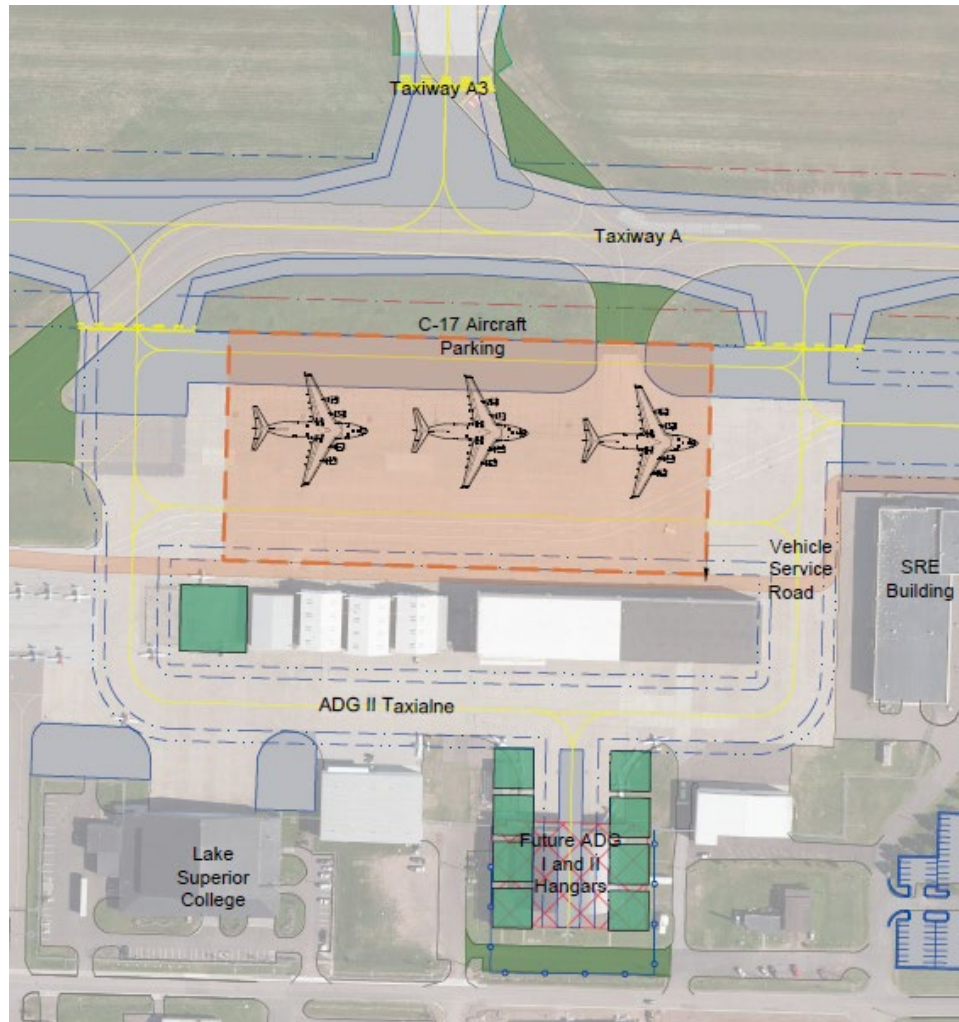 Taxiway A3
Taxiway A
C-17 Aircraft
Parking
Vehicle
Service
Road
SRE
Building
ADG II Taxialne
Future ADG
I and II
Hangars
Lake
Superior
College